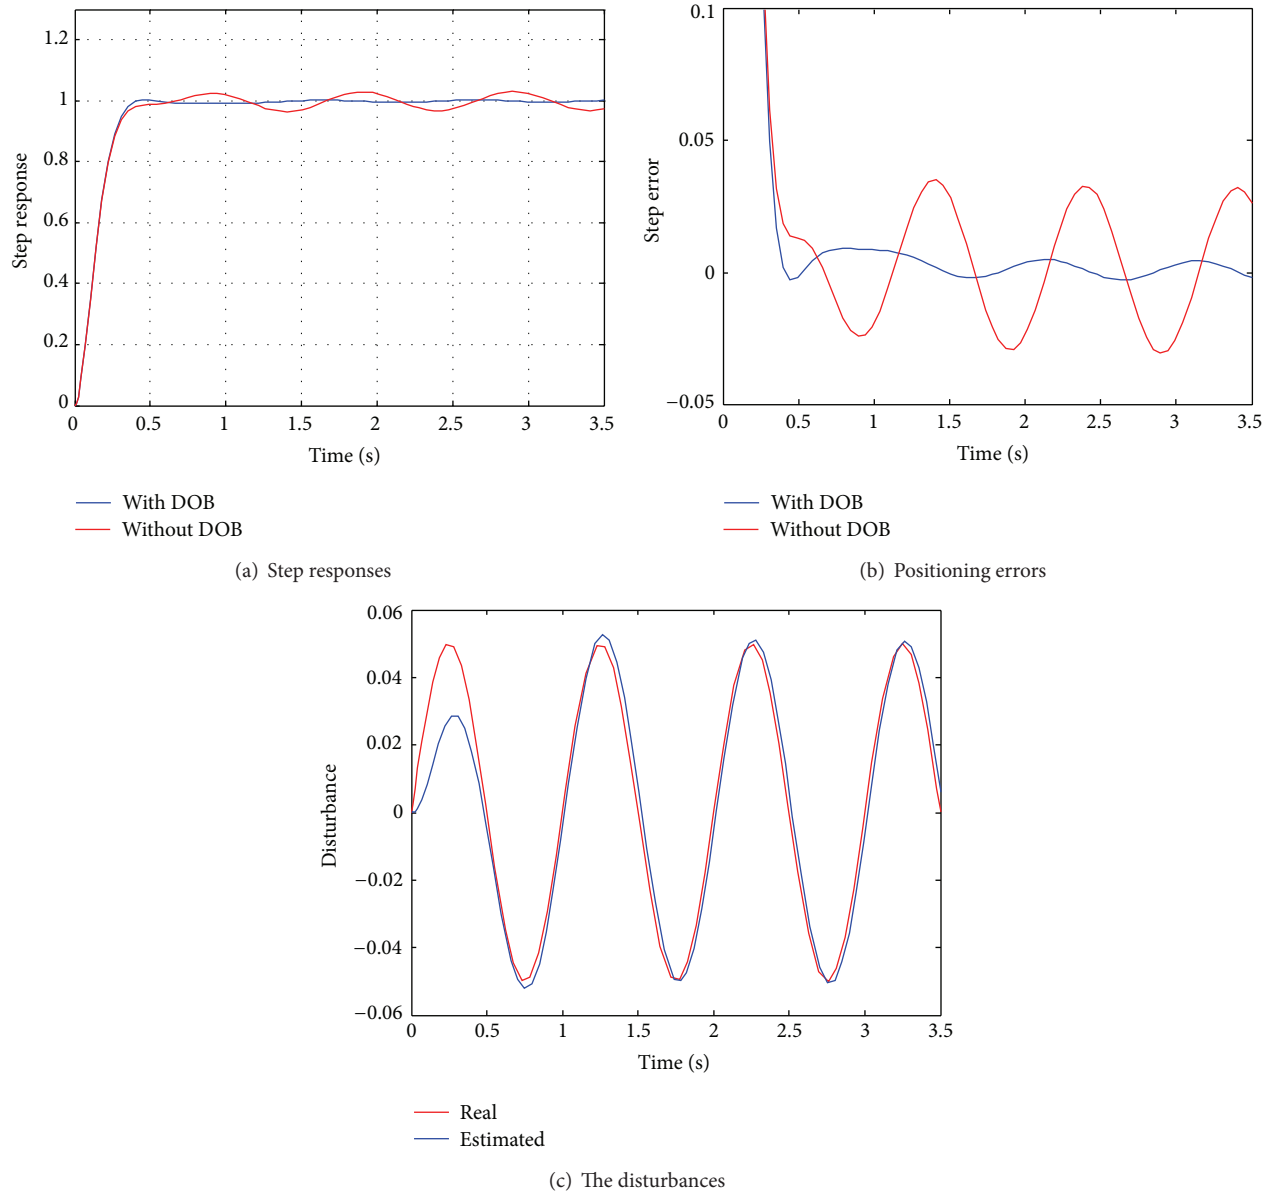 1.2
1
0.8
0.6
0.4
0.2
0
Step response
0 0.5 1 1.5 2 2.5 3 3.5
Time (s)
With DOB
Without DOB
(a) Step responses
0.1
0.05
0
−0.05
Step error
0 0.5 1 1.5 2 2.5 3 3.5
Time (s)
With DOB
Without DOB
(b) Positioning errors
0.06
0.04
0.02
0
−0.02
−0.04
−0.06
Disturbance
0 0.5 1 1.5 2 2.5 3 3.5
Time (s)
Real
Estimated
(c) The disturbances